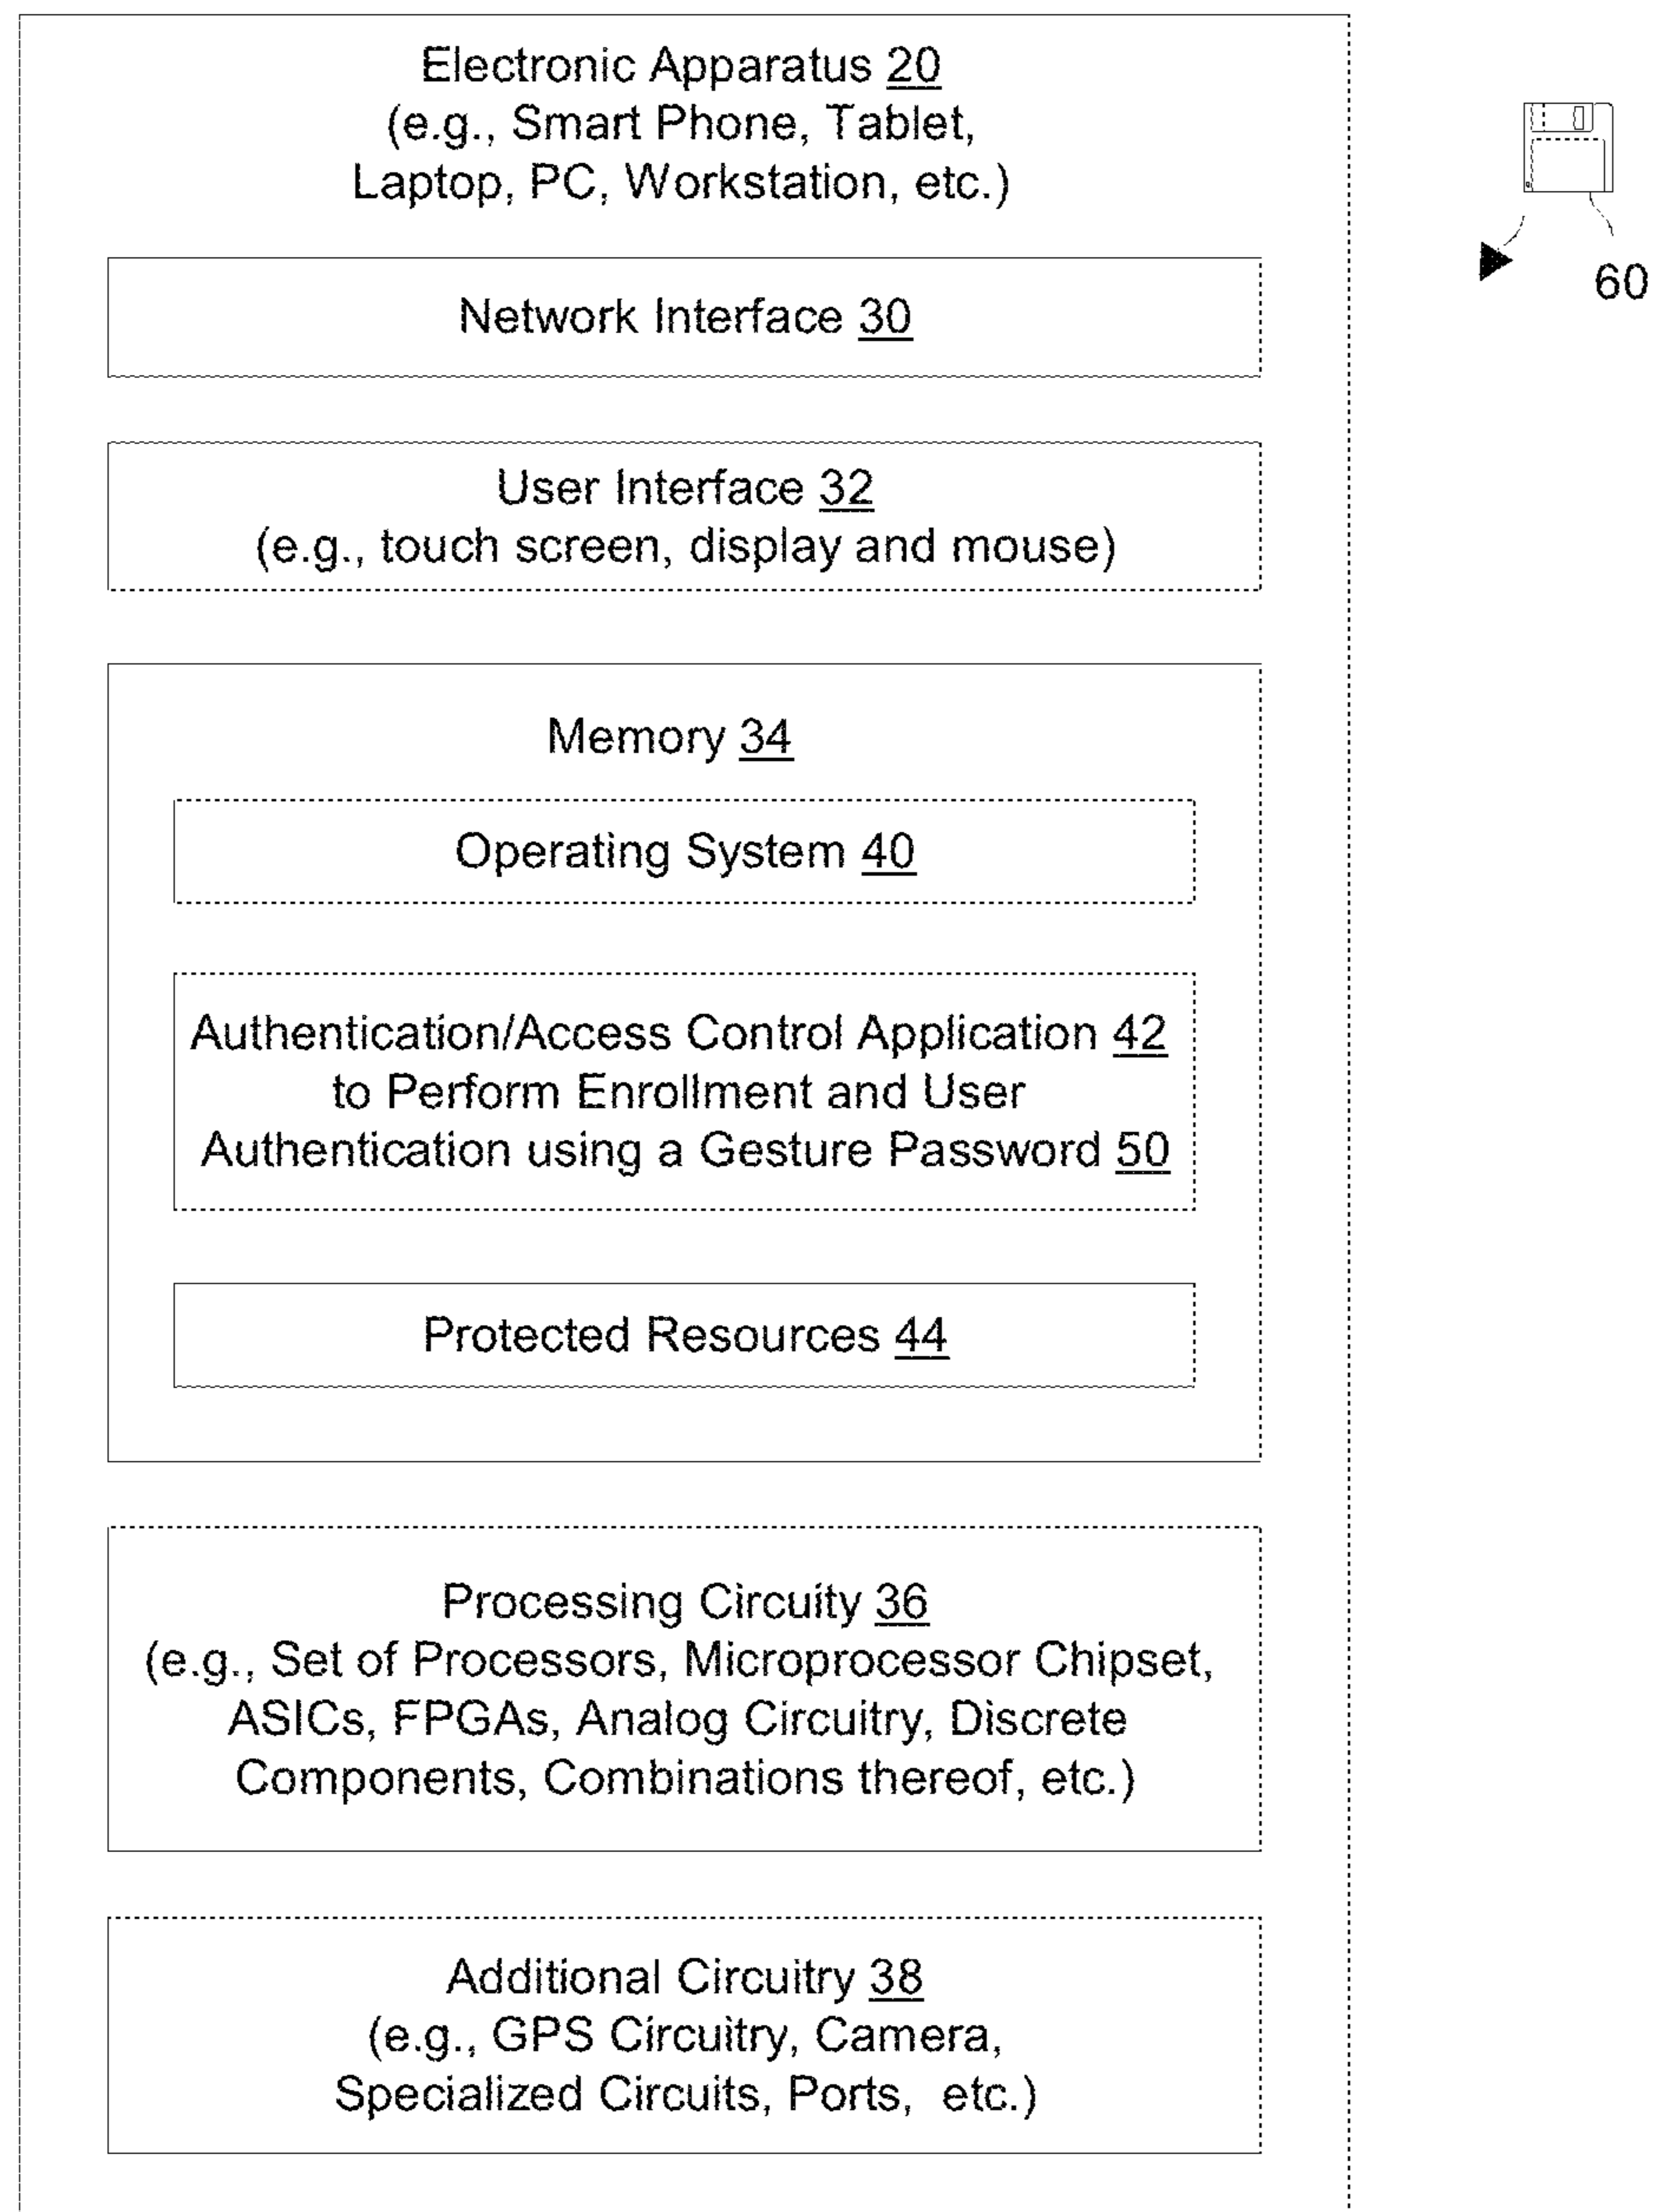 Electronic Apparatus 20
(e.g., Smart Phone, Tablet,
Laptop, PC, Workstation, etc.)
60
Network Interface 30
User Interface 32
(e.g., touch screen, display and mouse)
Memory 34
Operating System 40
Authentication/Access Control Application 42
to Perform Enrollment and User
Authentication using a Gesture Password 50
Protected Resources 44
Processing Circuity 36
(e.g., Set of Processors, Microprocessor Chipset,
ASICs, FPGAs, Analog Circuitry, Discrete
Components, Combinations thereof, etc.)
Additional Circuitry 38
(e.g., GPS Circuitry, Camera,
Specialized Circuits, Ports, etc.)